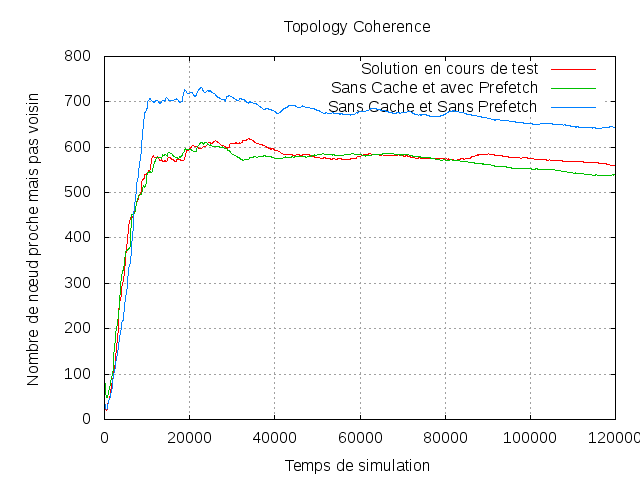 Topology Coherence
800
700
600
500
400
300
200
100
0
Nombre de nœud proche mais pas voisin
Solution en cours de test
Sans Cache et avec Prefetch
Sans Cache et Sans Prefetch
0 20000 40000 60000 80000 100000 120000
Temps de simulation